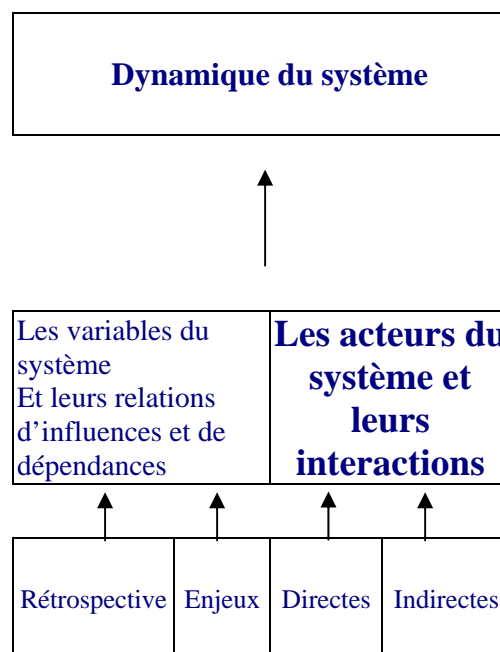 Dynamique du système
Les variables du
système
Et leurs relations
d'influences et de
dépendances
Les acteurs du
système et
leurs
interactions
Rétrospective
Enjeux
Directes
Indirectes